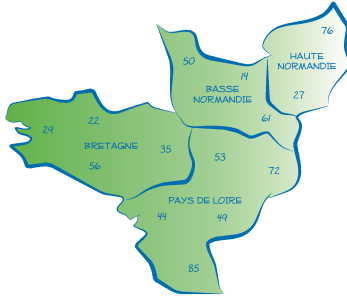 76
HAUTE
NORMANDIE
50
14
BASSE
NORMANDIE
27
61
22
29
BRETAGNE
35
53
56
72
PAYS DE LOIRE
44
49
85